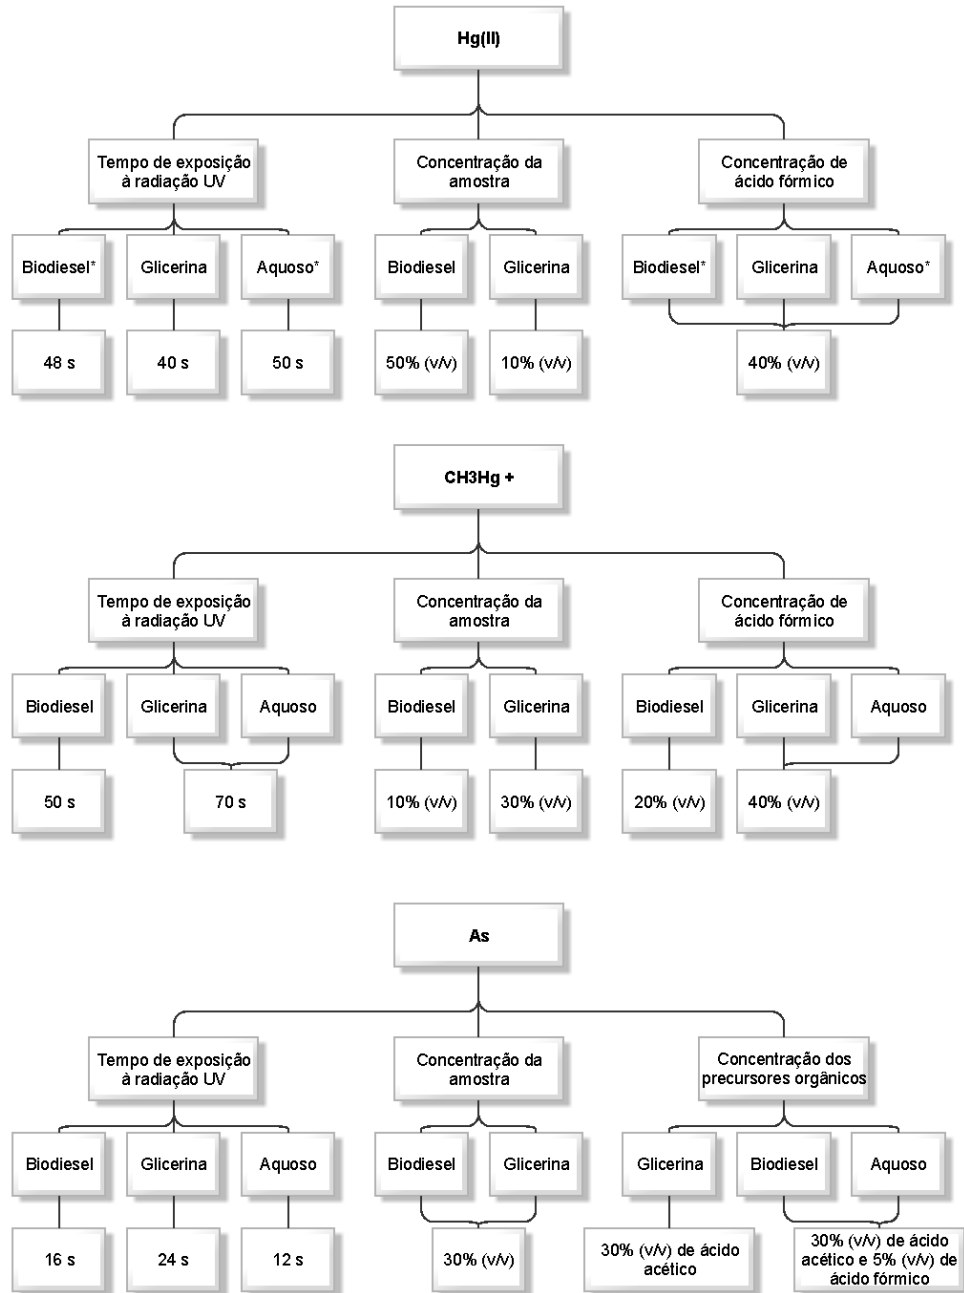 Hg(II)
Tempo de exposição
à radiação UV
Concentração da
amostra
Concentração de
ácido fórmico
Biodiesel*
Glicerina
Aquoso*
Biodiesel
Glicerina
Biodiesel*
Glicerina
Aquoso*
48 s
40 s
50 s
50% (v/v)
10% (v/v)
40% (v/v)
CH3Hg +
Tempo de exposição
à radiação UV
Concentração da
amostra
Concentração de
ácido fórmico
Biodiesel
Glicerina
Aquoso
Biodiesel
Glicerina
Biodiesel
Glicerina
Aquoso
50 s
70 s
10% (v/v)
30% (v/v)
20% (v/v)
40% (v/v)
As
Tempo de exposição
à radiação UV
Concentração da
amostra
Concentração dos
precursores orgânicos
Biodiesel
Glicerina
Aquoso
Biodiesel
Glicerina
Glicerina
Biodiesel
Aquoso
16 s
24 s
12 s
30% (v/v)
30% (v/v) de ácido
acético
30% (v/v) de ácido
acético e 5% (v/v) de
ácido fórmico